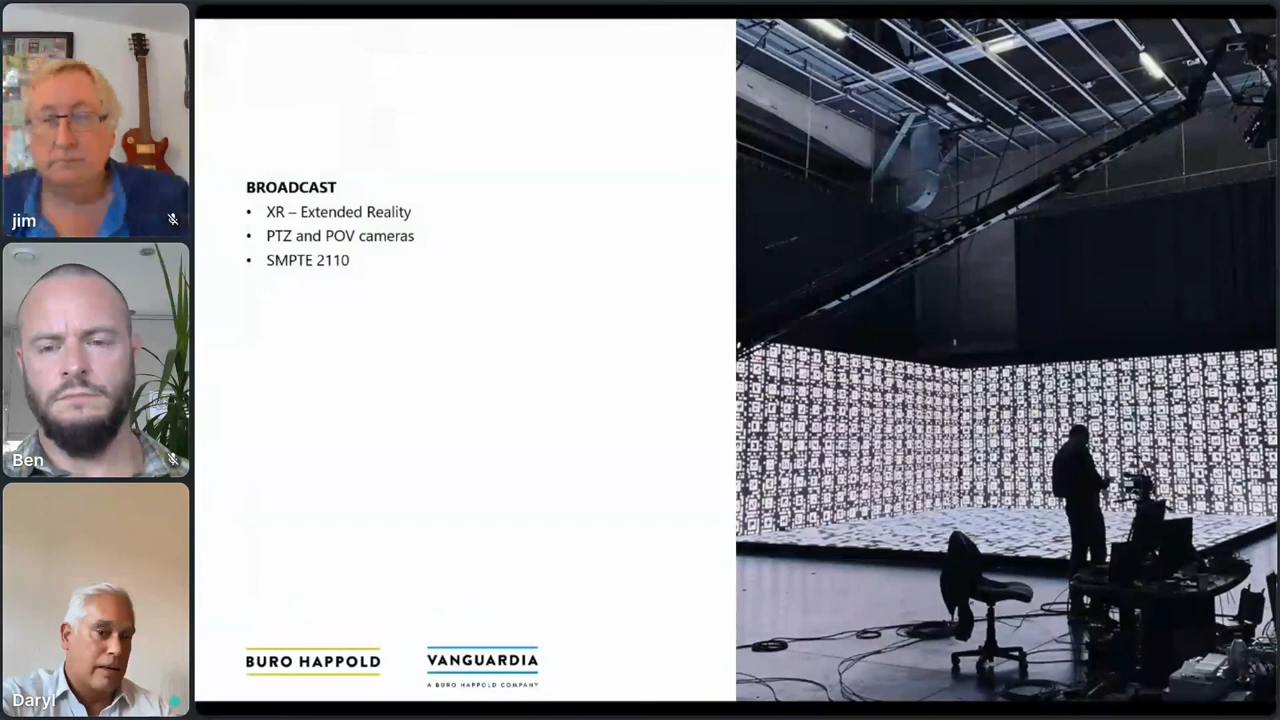 jim
Ben
Daryl
BROADCAST
• XR – Extended Reality
• PTZ and POV cameras
• SMPTE 2110
BURO HAPPOLD
VANGUARDIA
A BURO HAPPOLD COMPANY